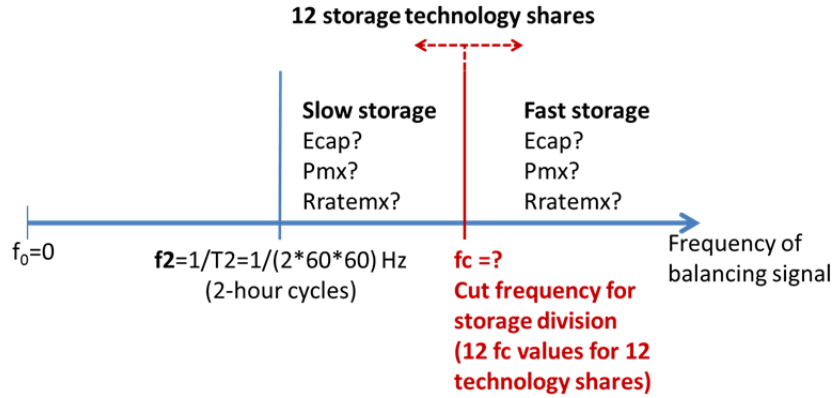 12 storage technology shares
Slow storage
Ecap?
Pmx?
Rratemx?
Fast storage
Ecap?
Pmx?
Rratemx?
f₀=0
f2=1/T2=1/(2*60*60) Hz
(2-hour cycles)
fc =?
Cut frequency for
storage division
(12 fc values for 12
technology shares)
Frequency of
balancing signal